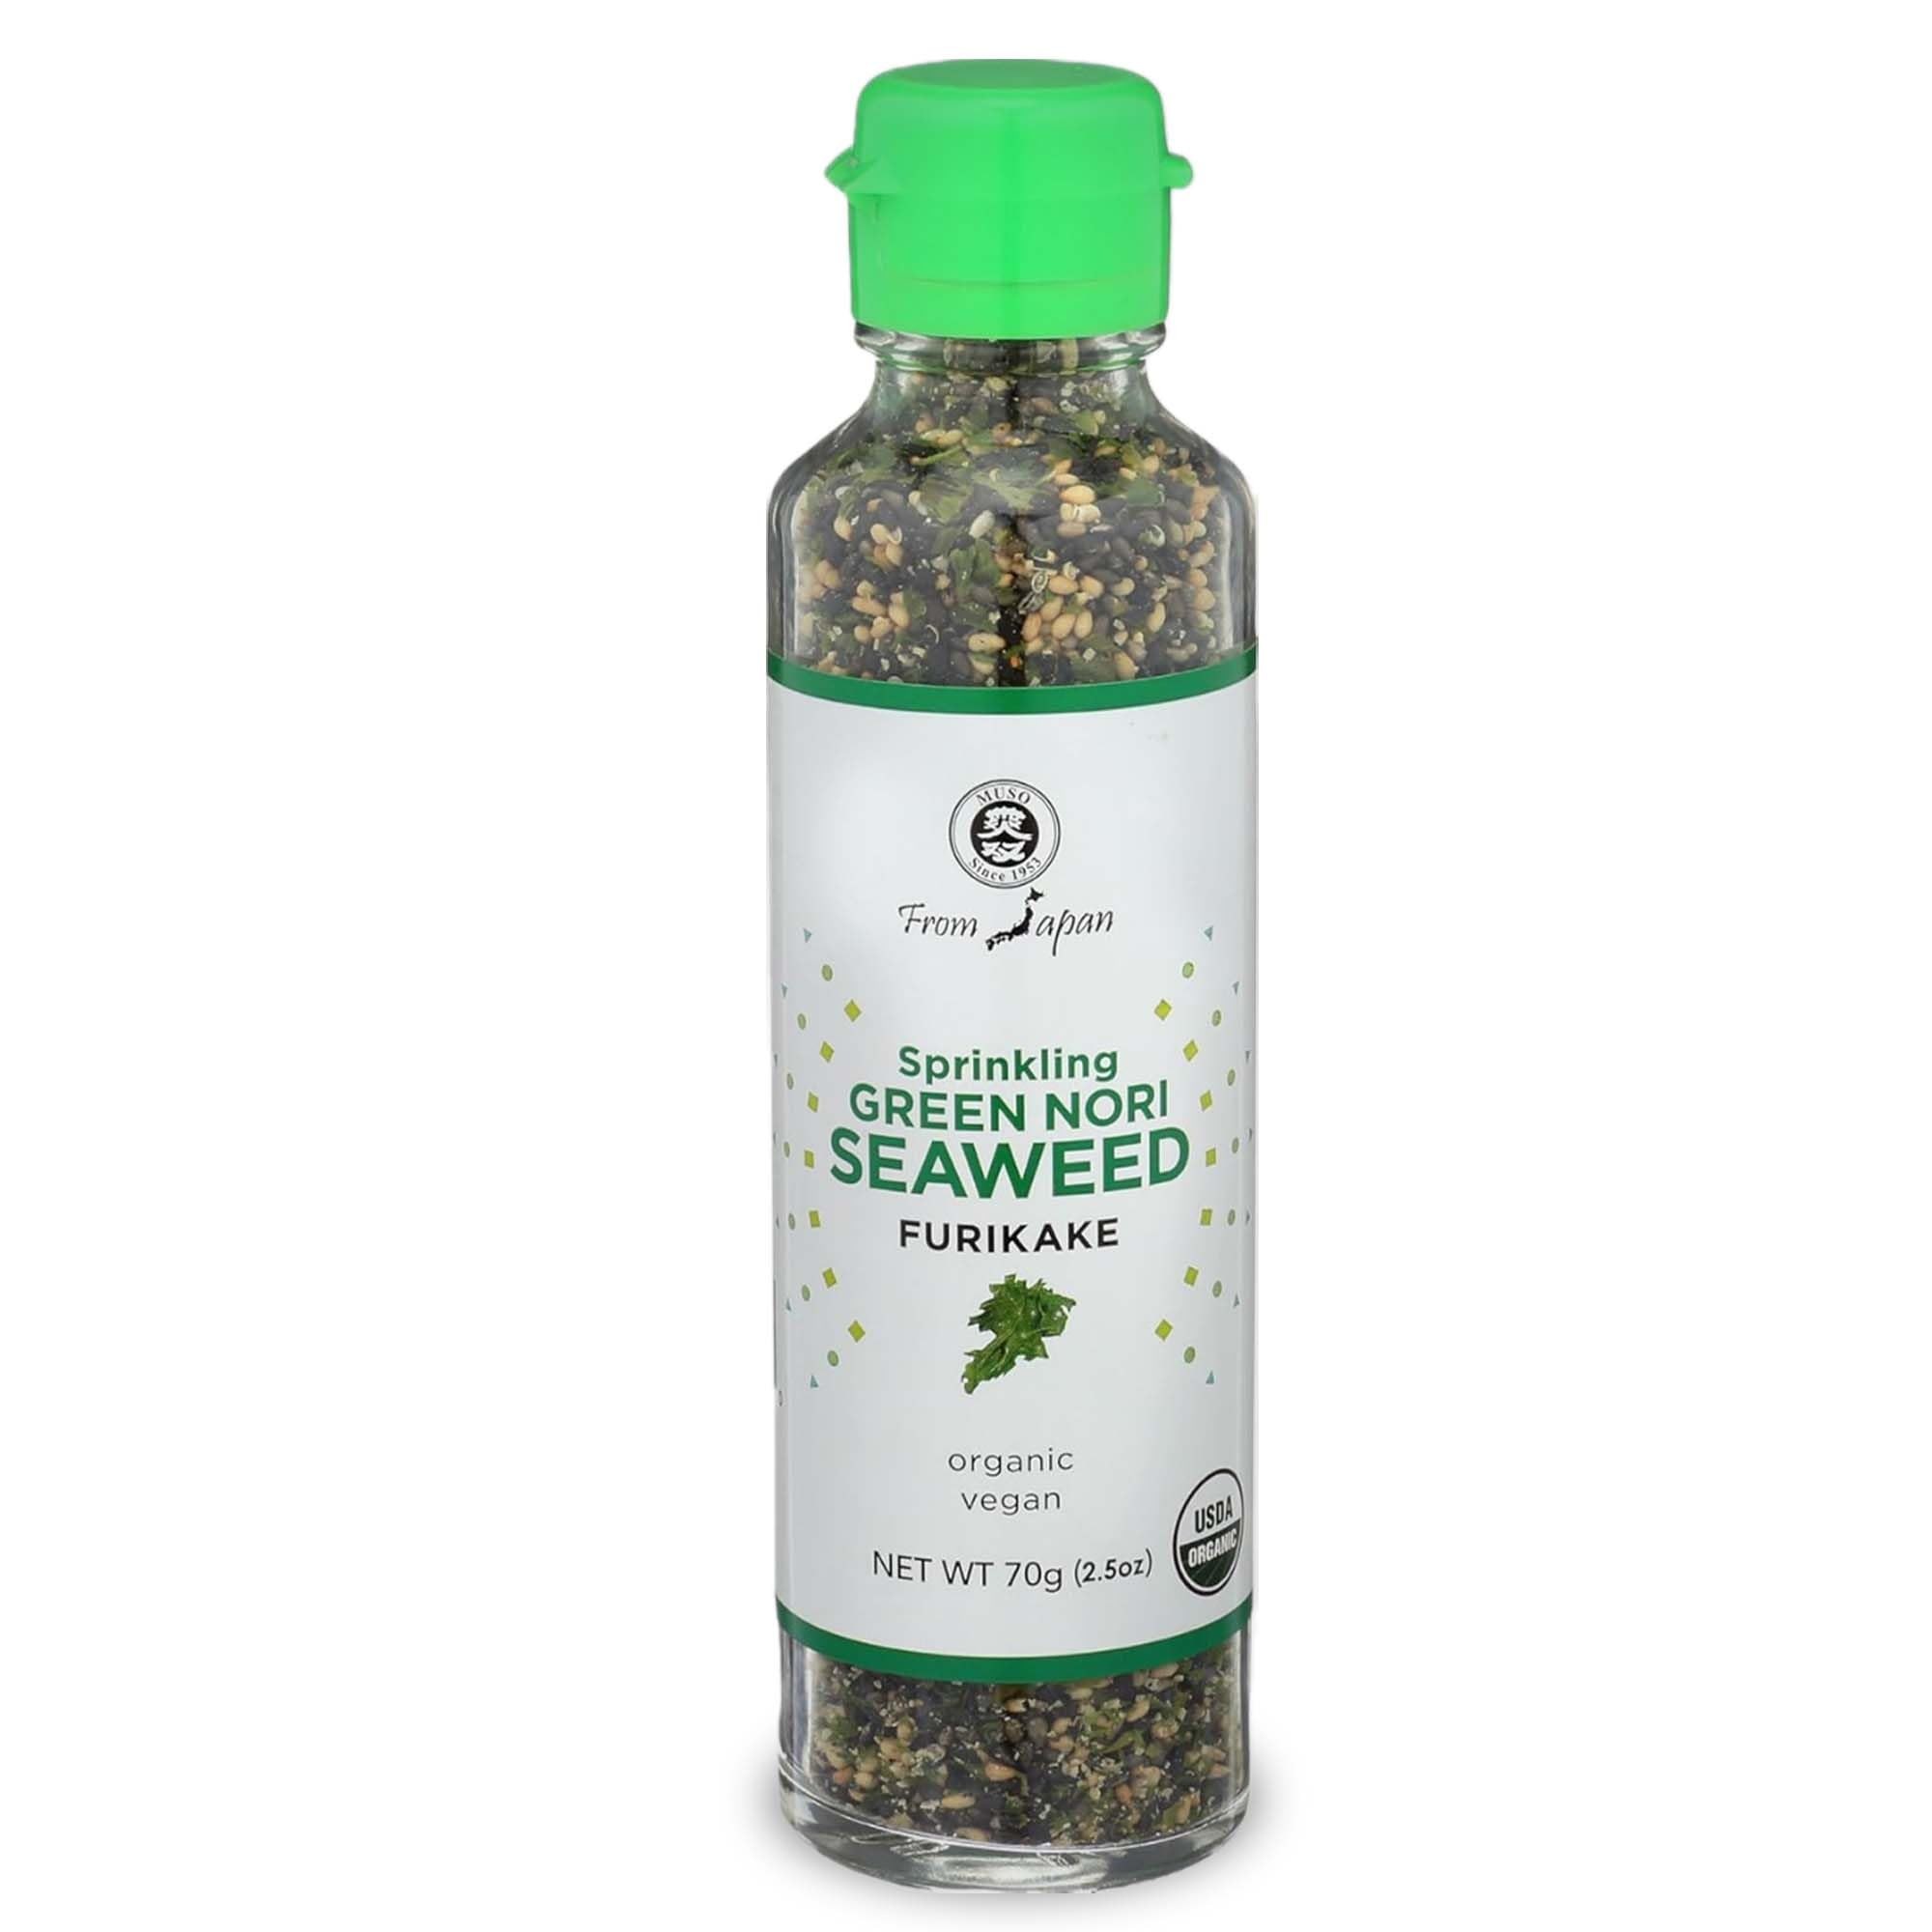 MUSO
Since 1953
From Japan
Sprinkling
GREEN NORI
SEAWEED
FURIKAKE
organic
vegan
NET WT 70g (2.5oz)
USDA
ORGANIC